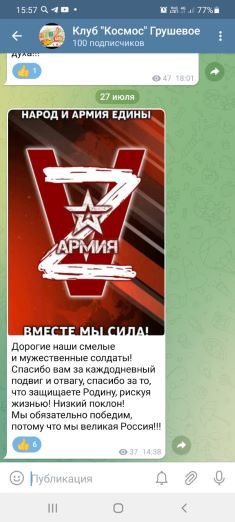 15:57
77%
Клуб "Космос" Грушевое
100 подписчиков
духа!!!
1
47 18:01
27 июля
НАРОД И АРМИЯ ЕДИНЫ
Z
АРМИЯ
ВМЕСТЕ МЫ СИЛА!
Дорогие наши смелые
и мужественные солдаты!
Спасибо вам за каждодневный
подвиг и отвагу, спасибо за то,
что защищаете Родину, рискуя
жизнью! Низкий поклон!
Мы обязательно победим,
потому что мы великая Россия!!!
6
37 14:38
Публикация